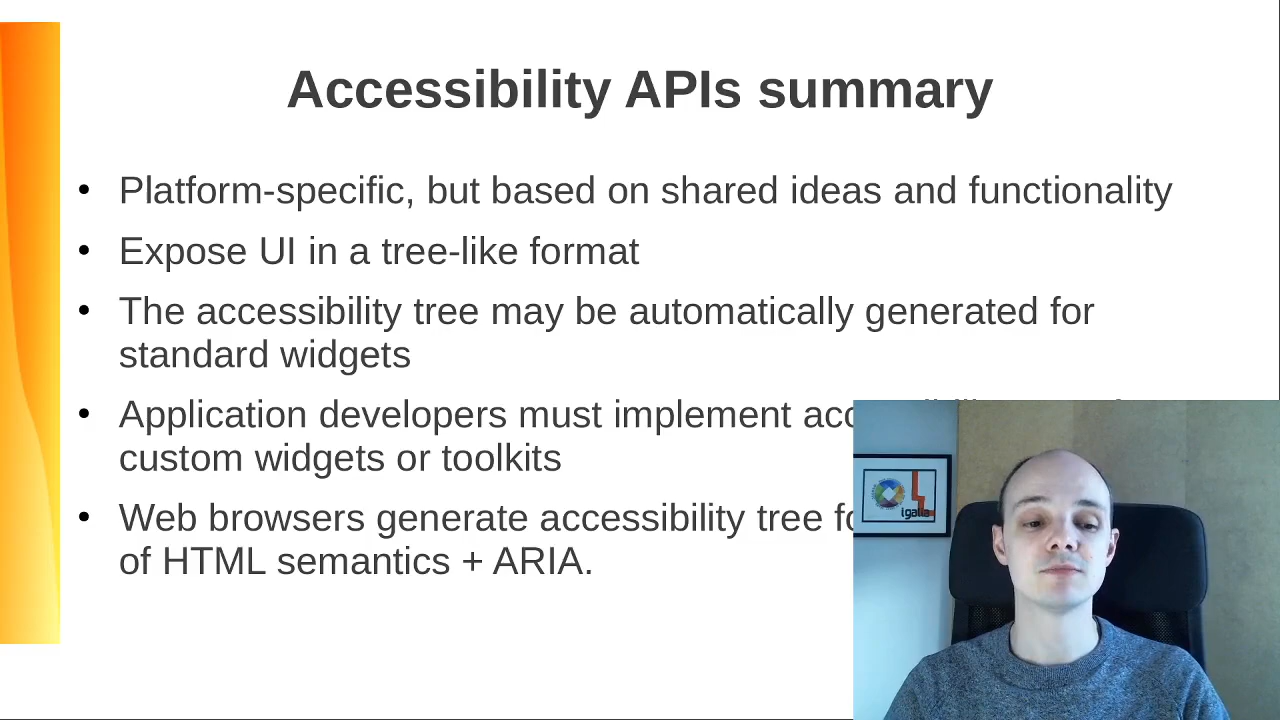 Accessibility APIs summary
• Platform-specific, but based on shared ideas and functionality
• Expose UI in a tree-like format
• The accessibility tree may be automatically generated for
standard widgets
• Application developers must implement
custom widgets or toolkits
• Web browsers generate accessibility tree
of HTML semantics + ARIA.
igalia